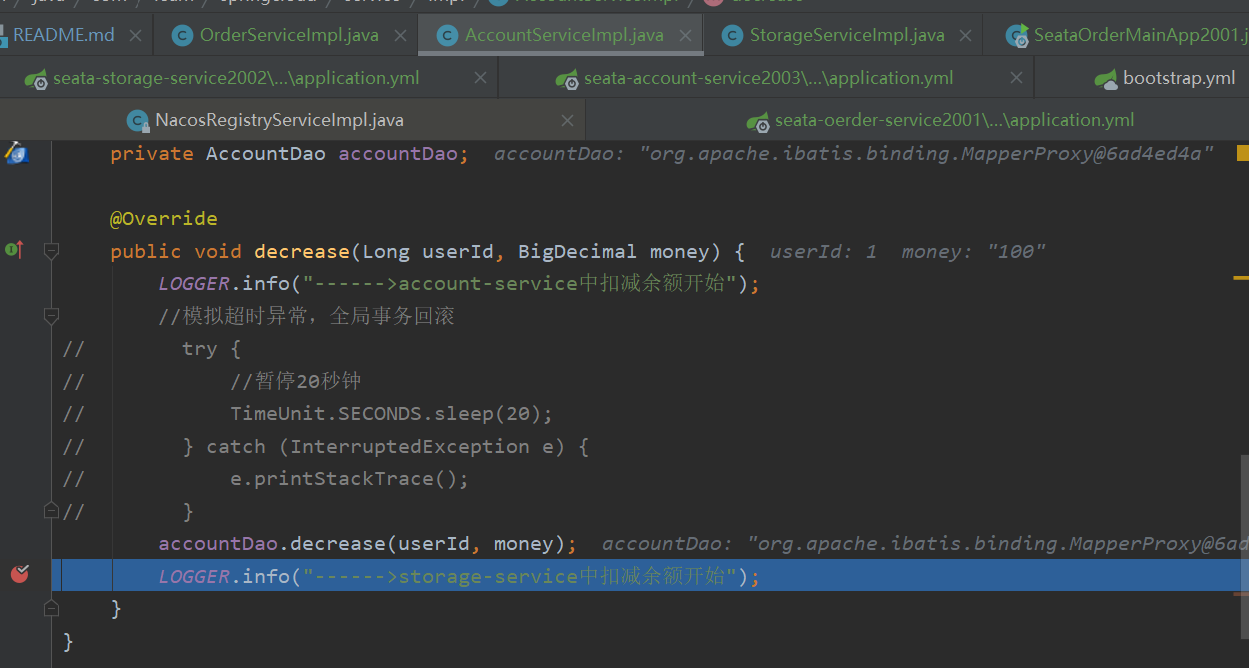 README.md OrderServiceImpl.java AccountServiceImpl.java StorageServiceImpl.java SeataOrderMainApp2001.j
seata-storage-service2002\...\application.yml seata-account-service2003\...\application.yml bootstrap.yml
NacosRegistryServiceImpl.java seata-oerder-service2001\...\application.yml
private AccountDao accountDao; accountDao: "org.apache.ibatis.binding.MapperProxy@6ad4ed4a"
@Override
public void decrease(Long userId, BigDecimal money) { userId: 1 money: "100"
LOGGER.info("------>account-service中扣减余额开始");
//模拟超时异常，全局事务回滚
// try {
// //暂停20秒钟
// TimeUnit.SECONDS.sleep(20);
// } catch (InterruptedException e) {
// e.printStackTrace();
// }
accountDao.decrease(userId, money); accountDao: "org.apache.ibatis.binding.MapperProxy@6ad
LOGGER.info("------>storage-service中扣减余额开始");
}
}